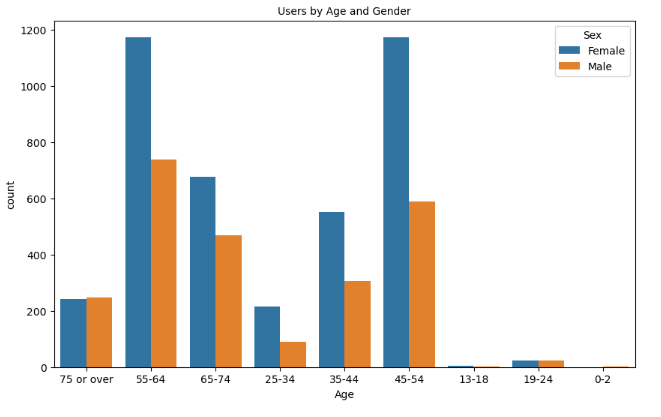 Users by Age and Gender
Sex
Female
Male
count
1200
1000
800
600
400
200
0
75 or over
55-64
65-74
25-34
35-44
45-54
13-18
19-24
0-2
Age